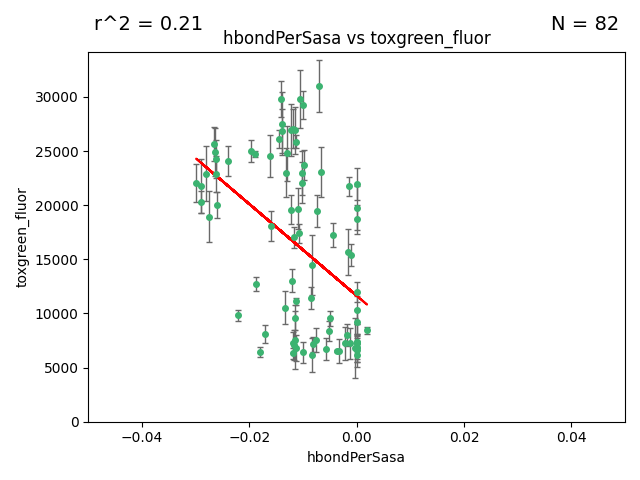 r^2 = 0.21
N = 82
hbondPerSasa vs toxgreen_fluor
toxgreen_fluor
30000
25000
20000
15000
10000
5000
0
−0.04
−0.02
0.00
0.02
0.04
hbondPerSasa